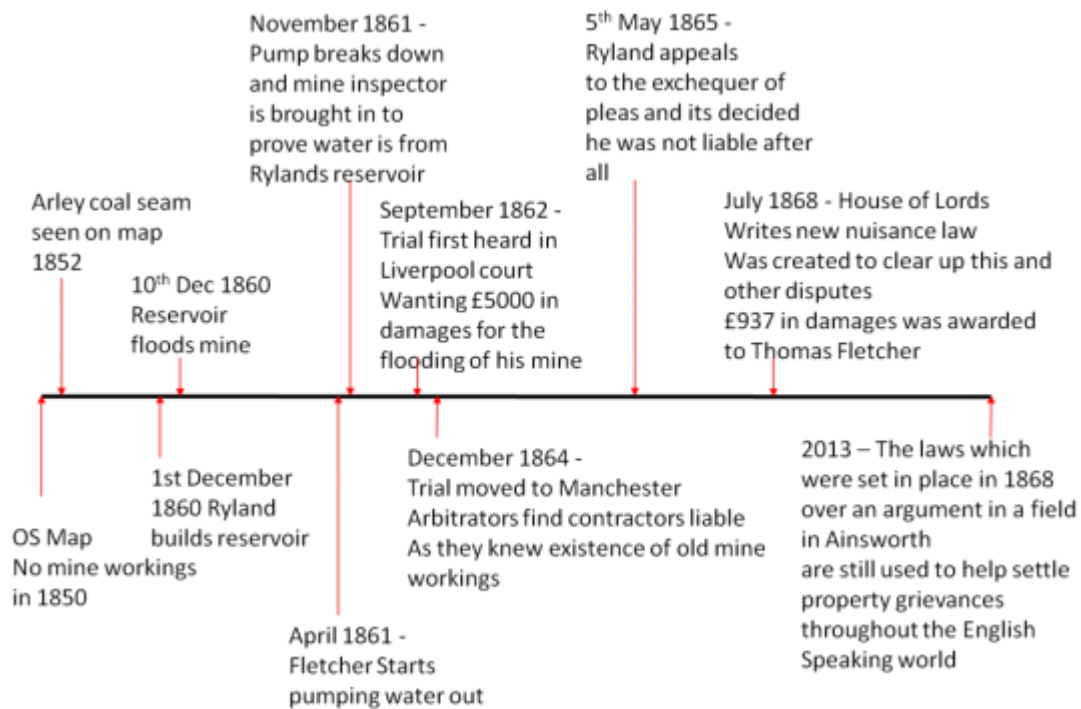 November 1861 -
Pump breaks down
and mine inspector
is brought in to
prove water is from
Rylands reservoir
5th May 1865 -
Ryland appeals
to the exchequer of
pleas and its decided
he was not liable after
all
Arley coal seam
seen on map
1852
10th Dec 1860
Reservoir
floods mine
September 1862 -
Trial first heard in
Liverpool court
Wanting £5000 in
damages for the
flooding of his mine
July 1868 - House of Lords
Writes new nuisance law
Was created to clear up this and
other disputes
£937 in damages was awarded
to Thomas Fletcher
OS Map
No mine workings
in 1850
1st December
1860 Ryland
builds reservoir
April 1861 -
Fletcher Starts
pumping water out
December 1864 -
Trial moved to Manchester
Arbitrators find contractors liable
As they knew existence of old mine
workings
2013 – The laws which
were set in place in 1868
over an argument in a field
in Ainsworth
are still used to help settle
property grievances
throughout the English
Speaking world